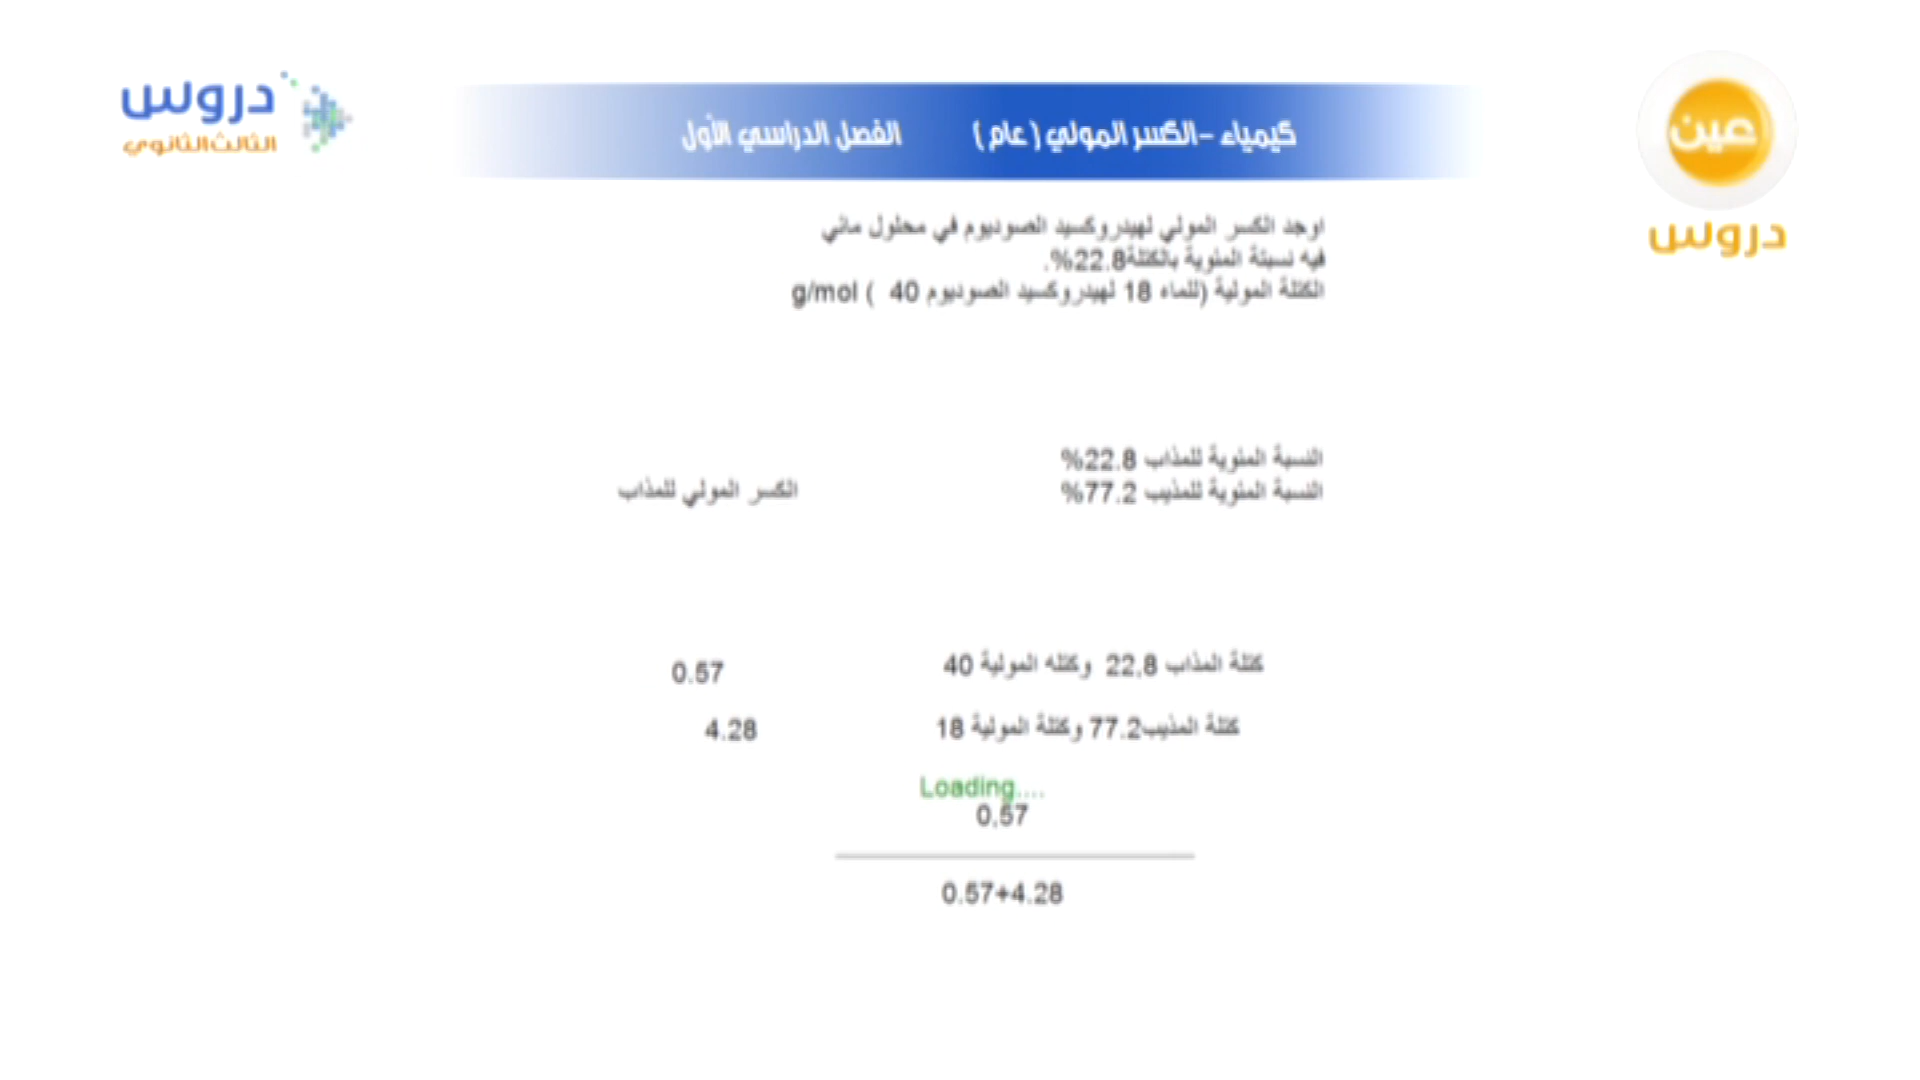 دروس
الثالث الثانوي
كيمياء – الكسر المولي ( عام ) الفصل الدراسي الأول
عين
دروس
اوجد الكسر المولي لهيدروكسيد الصوديوم في محلول مائي
فيه نسبتة المئوية بالكتلة22.8%.
الكتلة المولية (للماء 18 لهيدروكسيد الصوديوم 40 ) g/mol
النسبة المئوية للمذاب 22.8%
النسبة المئوية للمذيب 77.2%
الكسر المولي للمذاب
كتلة المذاب 22,8 وكتله المولية 40
0.57
كتلة المذيب77.2 وكتلة المولية 18
4.28
Loading....
0,57
0.57+4.28